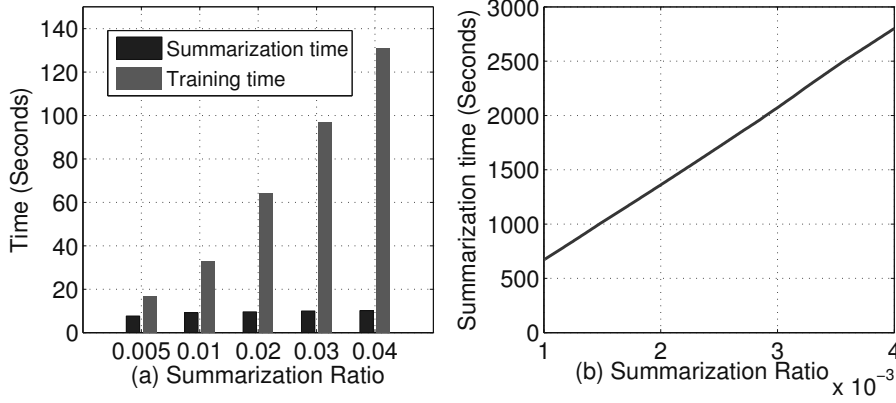 140
120
100
80
60
40
20
0
Time (Seconds)
Summarization time
Training time
0.005 0.01 0.02 0.03 0.04
(a) Summarization Ratio
3000
2500
2000
1500
1000
500
0
Summarization time (Seconds)
1 2 3 4
(b) Summarization Ratio
x 10⁻³